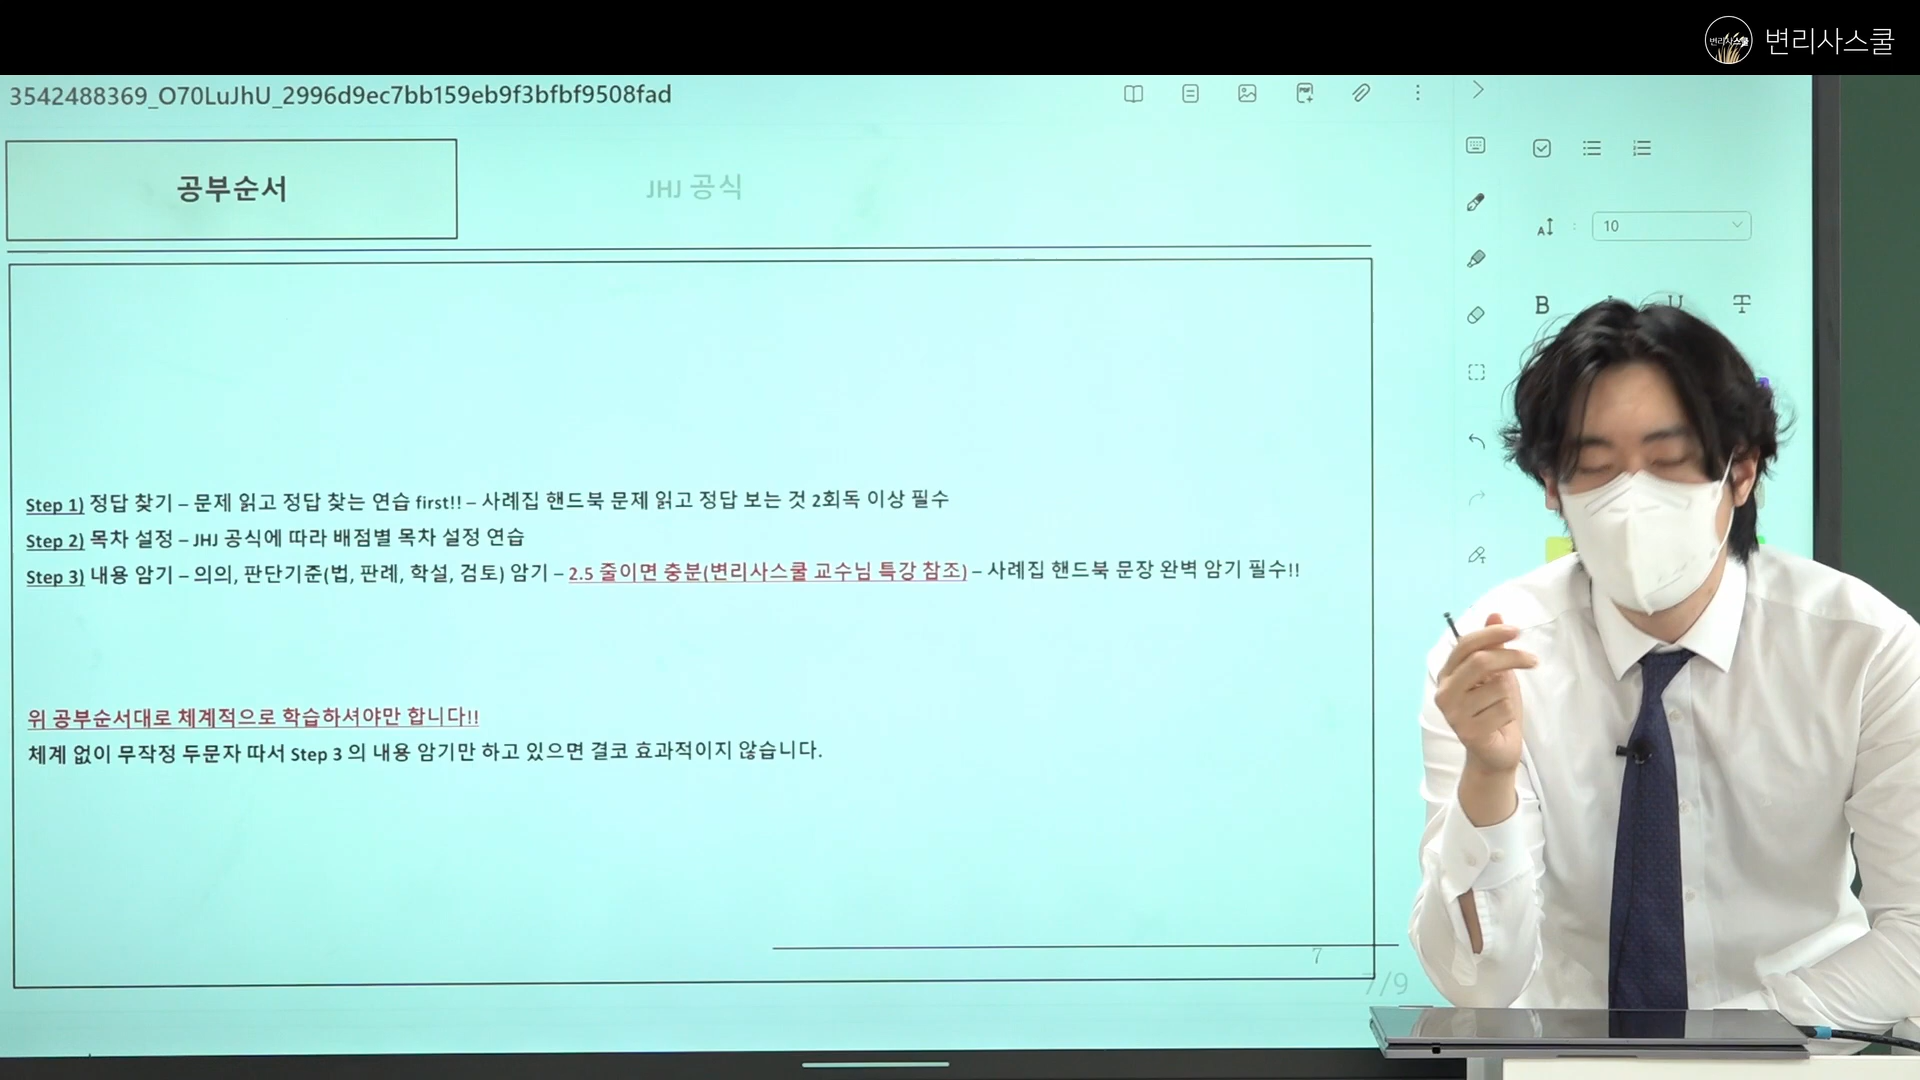 변리사스쿨 변리사스쿨
3542488369_O70LuJhU_2996d9ec7bb159eb9f3bfbf9508fad
공부순서
JHJ 공식
10
B U T
Step 1) 정답 찾기 – 문제 읽고 정답 찾는 연습 first!! – 사례집 핸드북 문제 읽고 정답 보는 것 2회독 이상 필수
Step 2) 목차 설정 – JHJ 공식에 따라 배점별 목차 설정 연습
Step 3) 내용 암기 – 의의, 판단기준(법, 판례, 학설, 검토) 암기 – 2.5 줄이면 충분(변리사스쿨 교수님 특강 참조) – 사례집 핸드북 문장 완벽 암기 필수!!
위 공부순서대로 체계적으로 학습하셔야만 합니다!!
체계 없이 무작정 두문자 따서 Step 3 의 내용 암기만 하고 있으면 결코 효과적이지 않습니다.
7
7/9